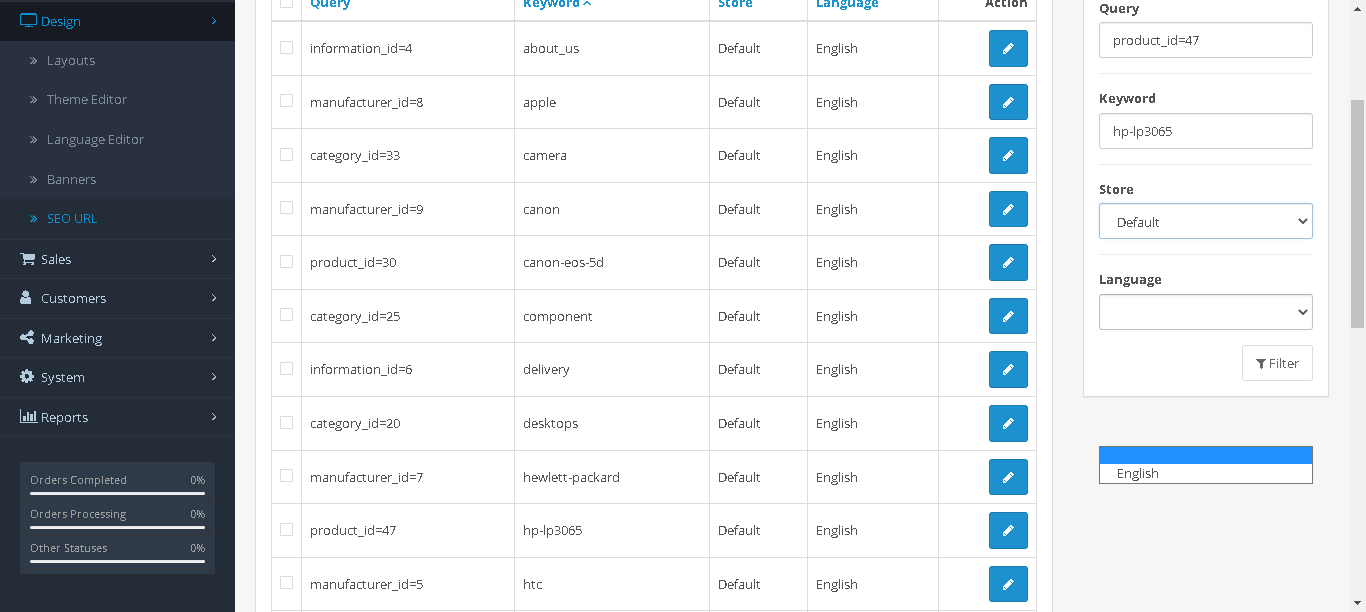 Design
Layouts
Theme Editor
Language Editor
Banners
SEO URL
Sales
Customers
Marketing
System
Reports
Orders Completed 0%
Orders Processing 0%
Other Statuses 0%
Query Keyword Store Language Action
information_id=4 about_us Default English
manufacturer_id=8 apple Default English
category_id=33 camera Default English
manufacturer_id=9 canon Default English
product_id=30 canon-eos-5d Default English
category_id=25 component Default English
information_id=6 delivery Default English
category_id=20 desktops Default English
manufacturer_id=7 hewlett-packard Default English
product_id=47 hp-lp3065 Default English
manufacturer_id=5 htc Default English
Query
product_id=47
Keyword
hp-lp3065
Store
Default
Language
Filter
English